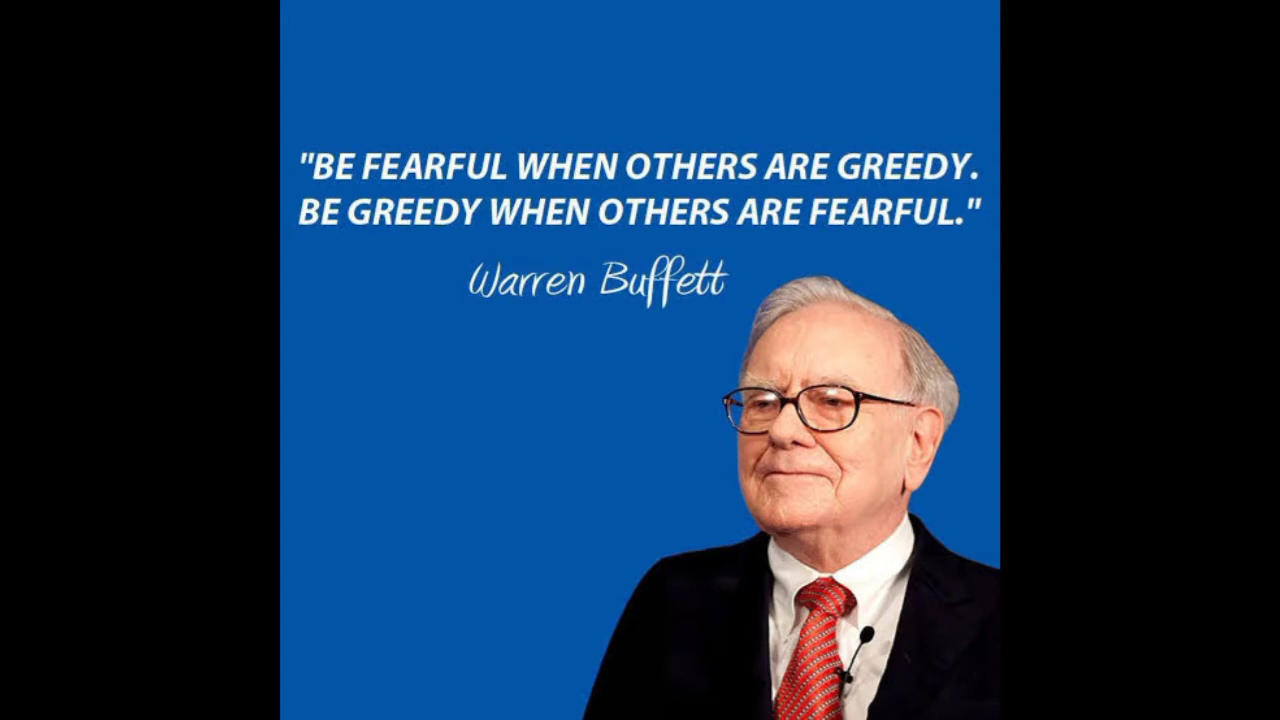 "BE FEARFUL WHEN OTHERS ARE GREEDY.
BE GREEDY WHEN OTHERS ARE FEARFUL."
Warren Buffett